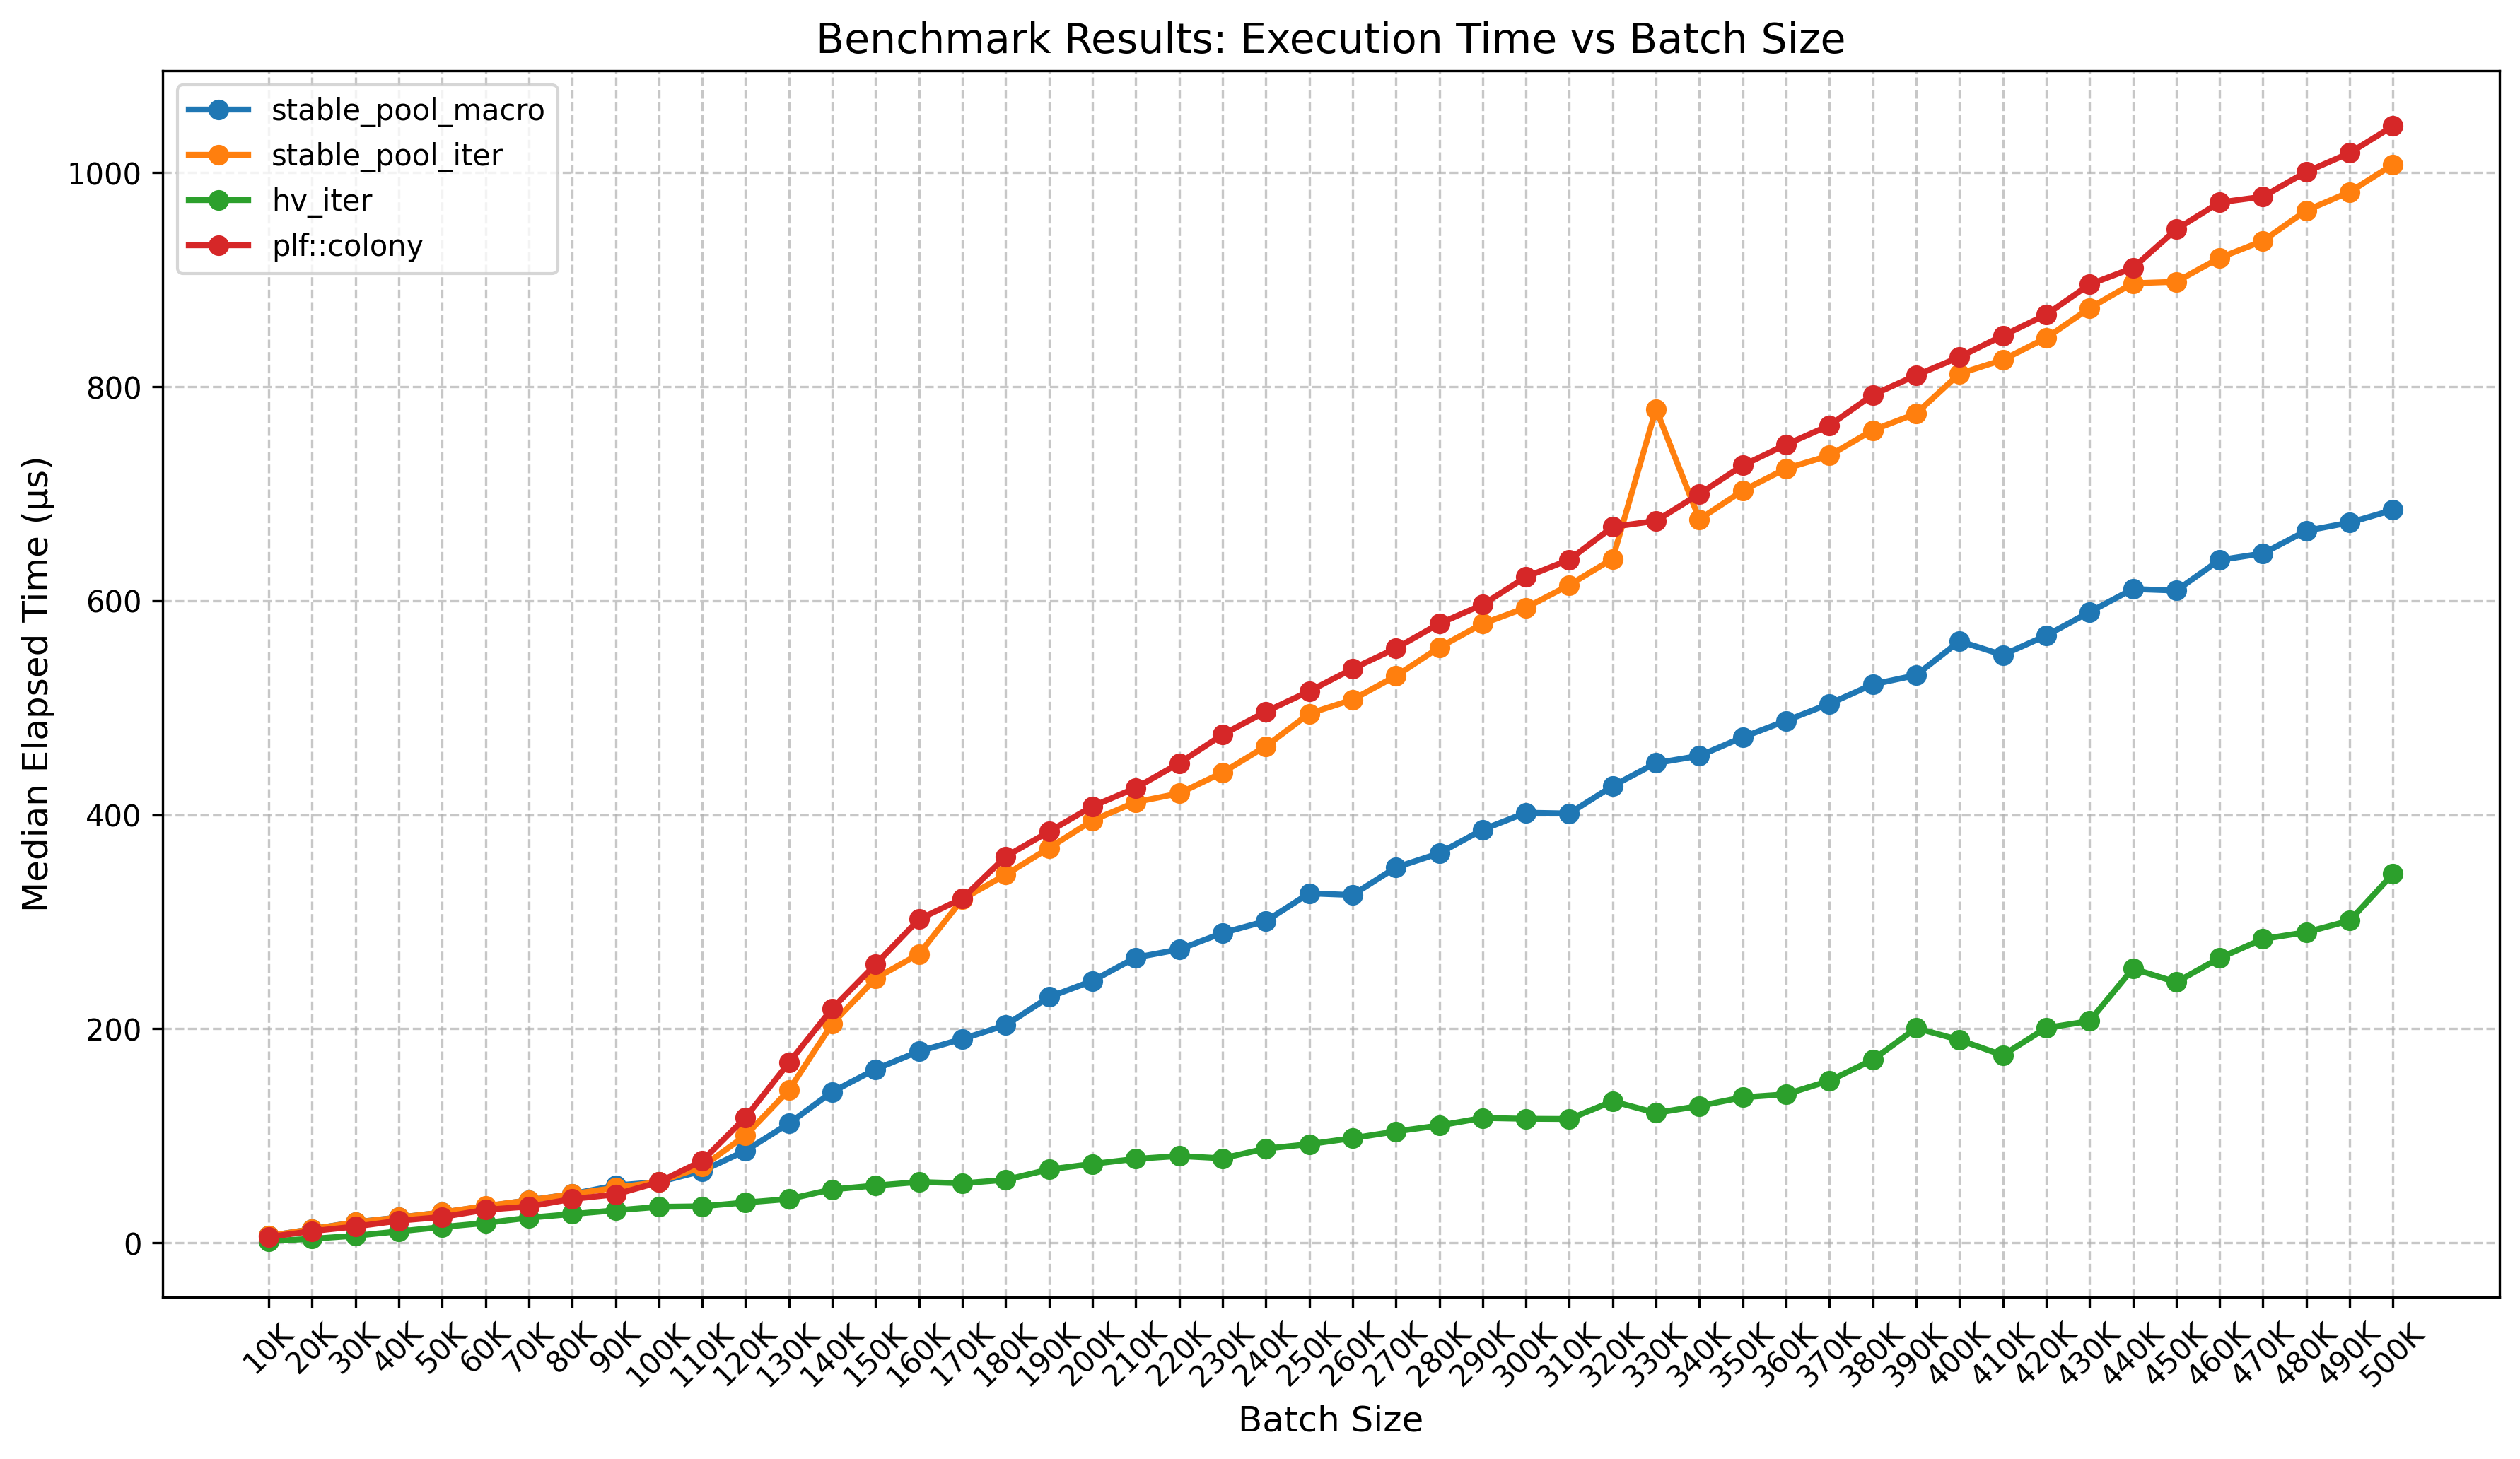 Benchmark Results: Execution Time vs Batch Size
stable_pool_macro
stable_pool_iter
hv_iter
plf::colony
Median Elapsed Time (µs)
1000
800
600
400
200
0
10K
20K
30K
40K
50K
60K
70K
80K
90K
100K
110K
120K
130K
140K
150K
160K
170K
180K
190K
200K
210K
220K
230K
240K
250K
260K
270K
280K
290K
300K
310K
320K
330K
340K
350K
360K
370K
380K
390K
400K
410K
420K
430K
440K
450K
460K
470K
480K
490K
500K
Batch Size